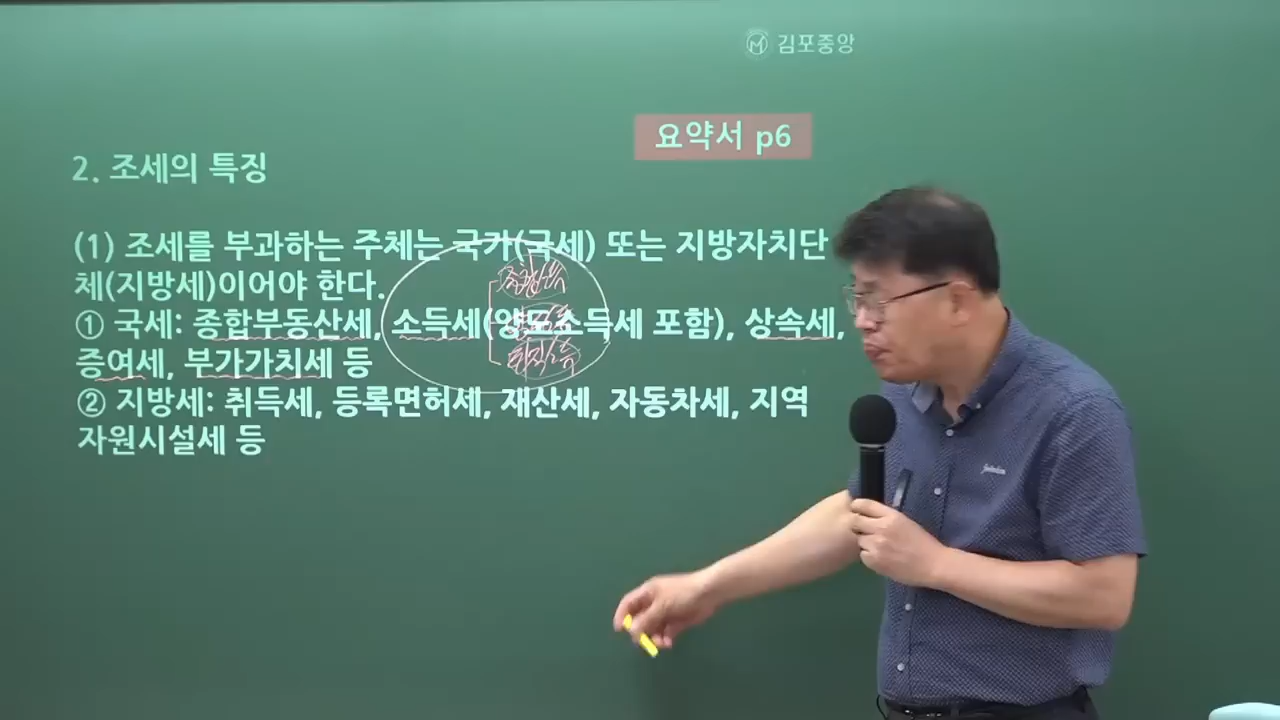 김포중앙
요약서 p6
2. 조세의 특징
(1) 조세를 부과하는 주체는 국가(국세) 또는 지방자치단
체(지방세)이어야 한다.
① 국세: 종합부동산세, 소득세(양도소득세 포함), 상속세,
증여세, 부가가치세 등
② 지방세: 취득세, 등록면허세, 재산세, 자동차세, 지역
자원시설세 등